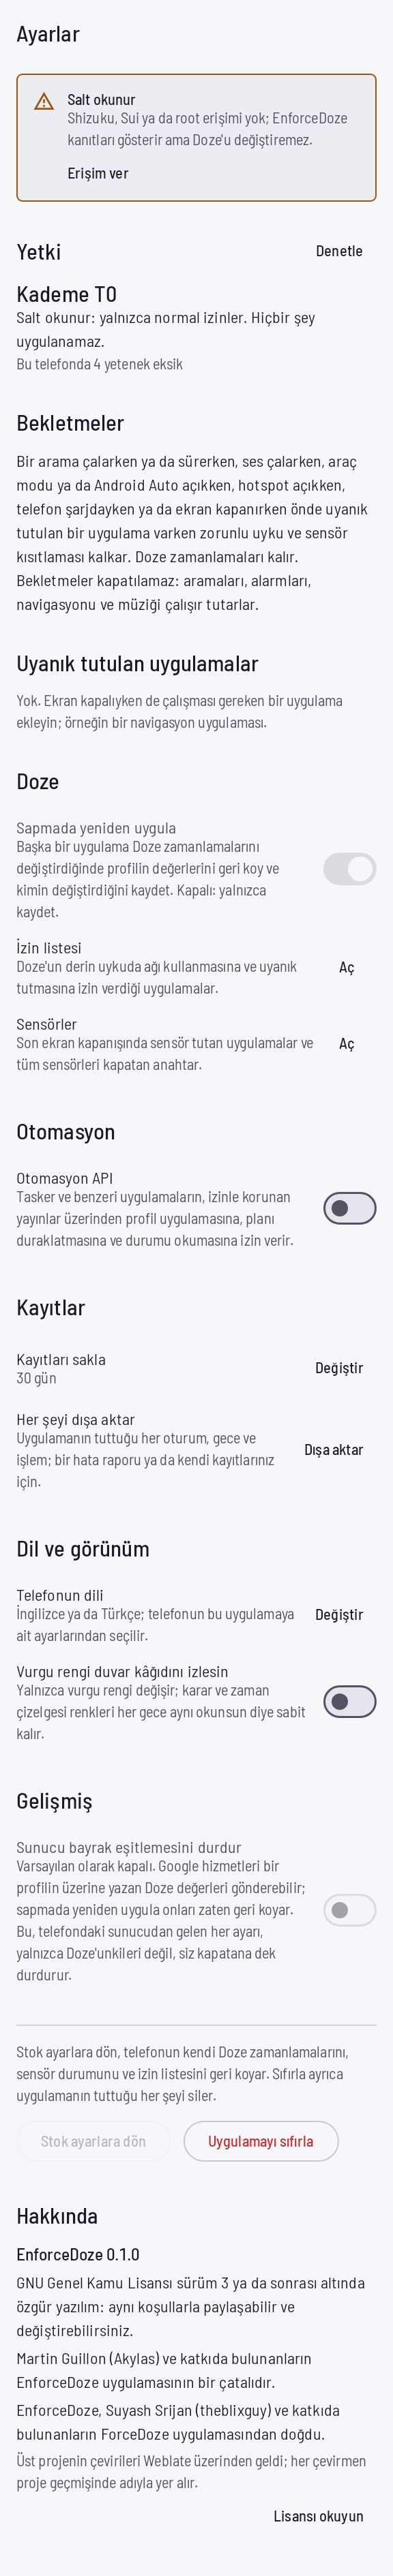 Ayarlar
Salt okunur
Shizuku, Sui ya da root erişimi yok; EnforceDoze
kanıtları gösterir ama Doze'u değiştiremez.
Erişim ver
Yetki
Denetle
Kademe T0
Salt okunur: yalnızca normal izinler. Hiçbir şey
uygulanamaz.
Bu telefonda 4 yetenek eksik
Bekletmeler
Bir arama çalarken ya da sürerken, ses çalarken, araç
modu ya da Android Auto açıkken, hotspot açıkken,
telefon şarjdayken ya da ekran kapanırken önde uyanık
tutulan bir uygulama varken zorunlu uyku ve sensör
kısıtlaması kalkar. Doze zamanlamaları kalır.
Bekletmeler kapatılamaz: aramaları, alarmları,
navigasyonu ve müziği çalışır tutarlar.
Uyanık tutulan uygulamalar
Yok. Ekran kapalıyken de çalışması gereken bir uygulama
ekleyin; örneğin bir navigasyon uygulaması.
Doze
Sapmada yeniden uygula
Başka bir uygulama Doze zamanlamalarını
değiştirdiğinde profilin değerlerini geri koy ve
kimin değiştirdiğini kaydet. Kapalı: yalnızca
kaydet.
İzin listesi
Doze'un derin uykuda ağı kullanmasına ve uyanık
tutmasına izin verdiği uygulamalar.
Aç
Sensörler
Son ekran kapanışında sensör tutan uygulamalar ve
tüm sensörleri kapatan anahtar.
Aç
Otomasyon
Otomasyon API
Tasker ve benzeri uygulamaların, izinle korunan
yayınlar üzerinden profil uygulamasına, planı
duraklatmasına ve durumu okumasına izin verir.
Kayıtlar
Kayıtları sakla
30 gün
Değiştir
Her şeyi dışa aktar
Uygulamanın tuttuğu her oturum, gece ve
işlem; bir hata raporu ya da kendi kayıtlarınız
için.
Dışa aktar
Dil ve görünüm
Telefonun dili
İngilizce ya da Türkçe; telefonun bu uygulamaya
ait ayarlarından seçilir.
Değiştir
Vurgu rengi duvar kâğıdını izlesin
Yalnızca vurgu rengi değişir; karar ve zaman
çizelgesi renkleri her gece aynı okunsun diye sabit
kalır.
Gelişmiş
Sunucu bayrak eşitlemesini durdur
Varsayılan olarak kapalı. Google hizmetleri bir
profilin üzerine yazan Doze değerleri gönderebilir;
sapmada yeniden uygula onları zaten geri koyar.
Bu, telefondaki sunucudan gelen her ayarı,
yalnızca Doze'unkileri değil, siz kapatana dek
durdurur.
Stok ayarlara dön, telefonun kendi Doze zamanlamalarını,
sensör durumunu ve izin listesini geri koyar. Sıfırla ayrıca
uygulamanın tuttuğu her şeyi siler.
Stok ayarlara dön
Uygulamayı sıfırla
Hakkında
EnforceDoze 0.1.0
GNU Genel Kamu Lisansı sürüm 3 ya da sonrası altında
özgür yazılım: aynı koşullarla paylaşabilir ve
değiştirebilirsiniz.
Martin Guillon (Akylas) ve katkıda bulunanların
EnforceDoze uygulamasının bir çatalıdır.
EnforceDoze, Suyash Srijan (theblixguy) ve katkıda
bulunanların ForceDoze uygulamasından doğdu.
Üst projenin çevirileri Weblate üzerinden geldi; her çevirmen
proje geçmişinde adıyla yer alır.
Lisansı okuyun